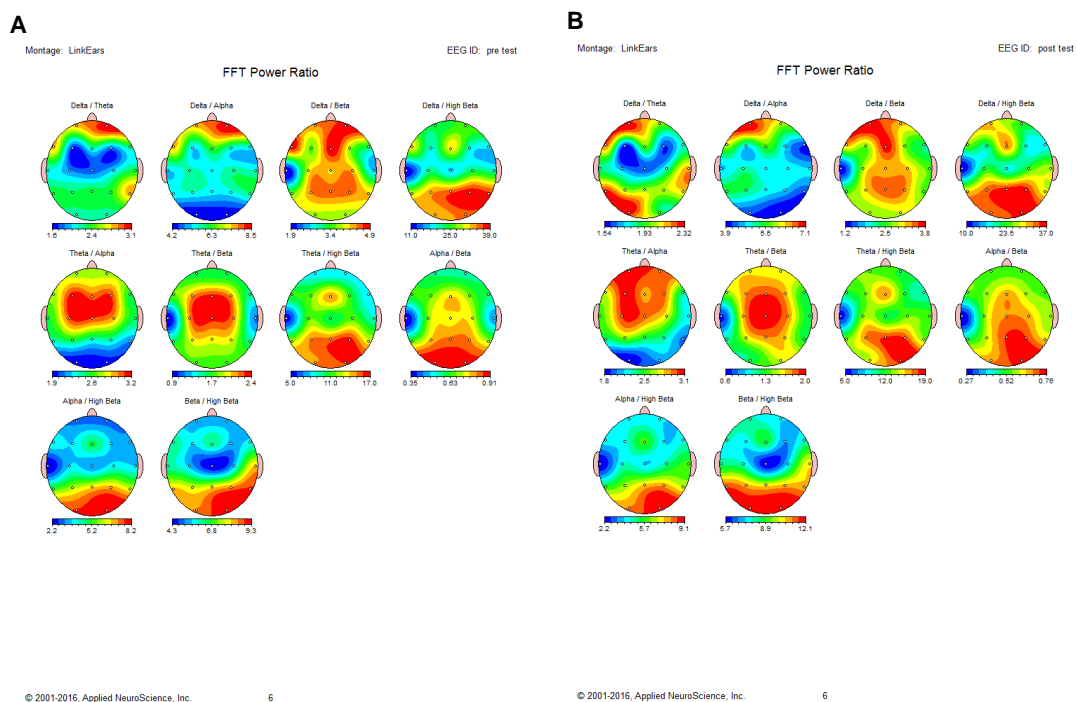 A
Montage: LinkEars EEG ID: pre test
FFT Power Ratio
Delta / Theta Delta / Alpha Delta / Beta Delta / High Beta
1.6 2.4 3.1 4.2 6.3 8.5 1.9 3.4 4.9 11.0 25.0 39.0
Theta / Alpha Theta / Beta Theta / High Beta Alpha / Beta
1.9 2.6 3.2 0.9 1.7 2.4 5.0 11.0 17.0 0.35 0.63 0.91
Alpha / High Beta Beta / High Beta
2.2 5.2 8.2 4.3 6.8 9.3
© 2001-2016, Applied NeuroScience, Inc. 6
B
Montage: LinkEars EEG ID: post test
FFT Power Ratio
Delta / Theta Delta / Alpha Delta / Beta Delta / High Beta
1.54 1.93 2.32 3.9 5.5 7.1 1.2 2.5 3.8 10.0 23.5 37.0
Theta / Alpha Theta / Beta Theta / High Beta Alpha / Beta
1.8 2.5 3.1 0.6 1.3 2.0 5.0 12.0 19.0 0.27 0.52 0.76
Alpha / High Beta Beta / High Beta
2.2 5.7 9.1 5.7 8.9 12.1
© 2001-2016, Applied NeuroScience, Inc. 6